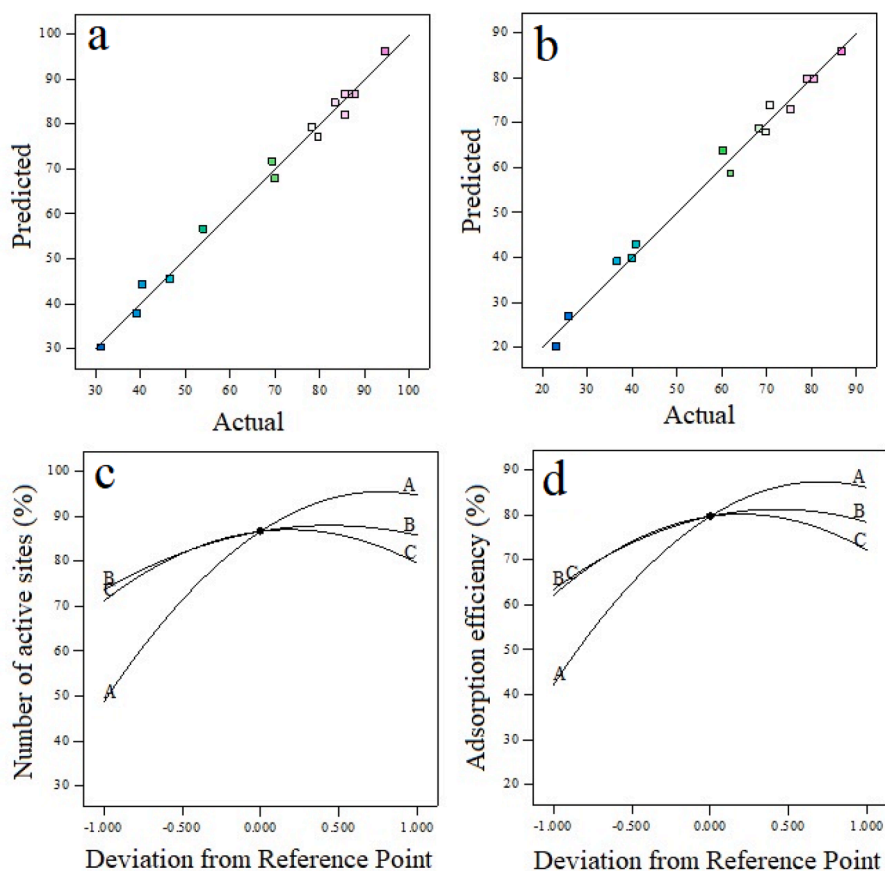 a
100
90
80
70
60
50
40
30
Predicted
30 40 50 60 70 80 90 100
Actual
b
90
80
70
60
50
40
30
20
Predicted
20 30 40 50 60 70 80 90
Actual
c
100
90
80
70
60
50
40
30
Number of active sites (%)
A
B
C
B
C
A
-1.000 -0.500 0.000 0.500 1.000
Deviation from Reference Point
d
90
80
70
60
50
40
30
20
Adsorption efficiency (%)
A
B
C
B C
A
-1.000 -0.500 0.000 0.500 1.000
Deviation from Reference Point